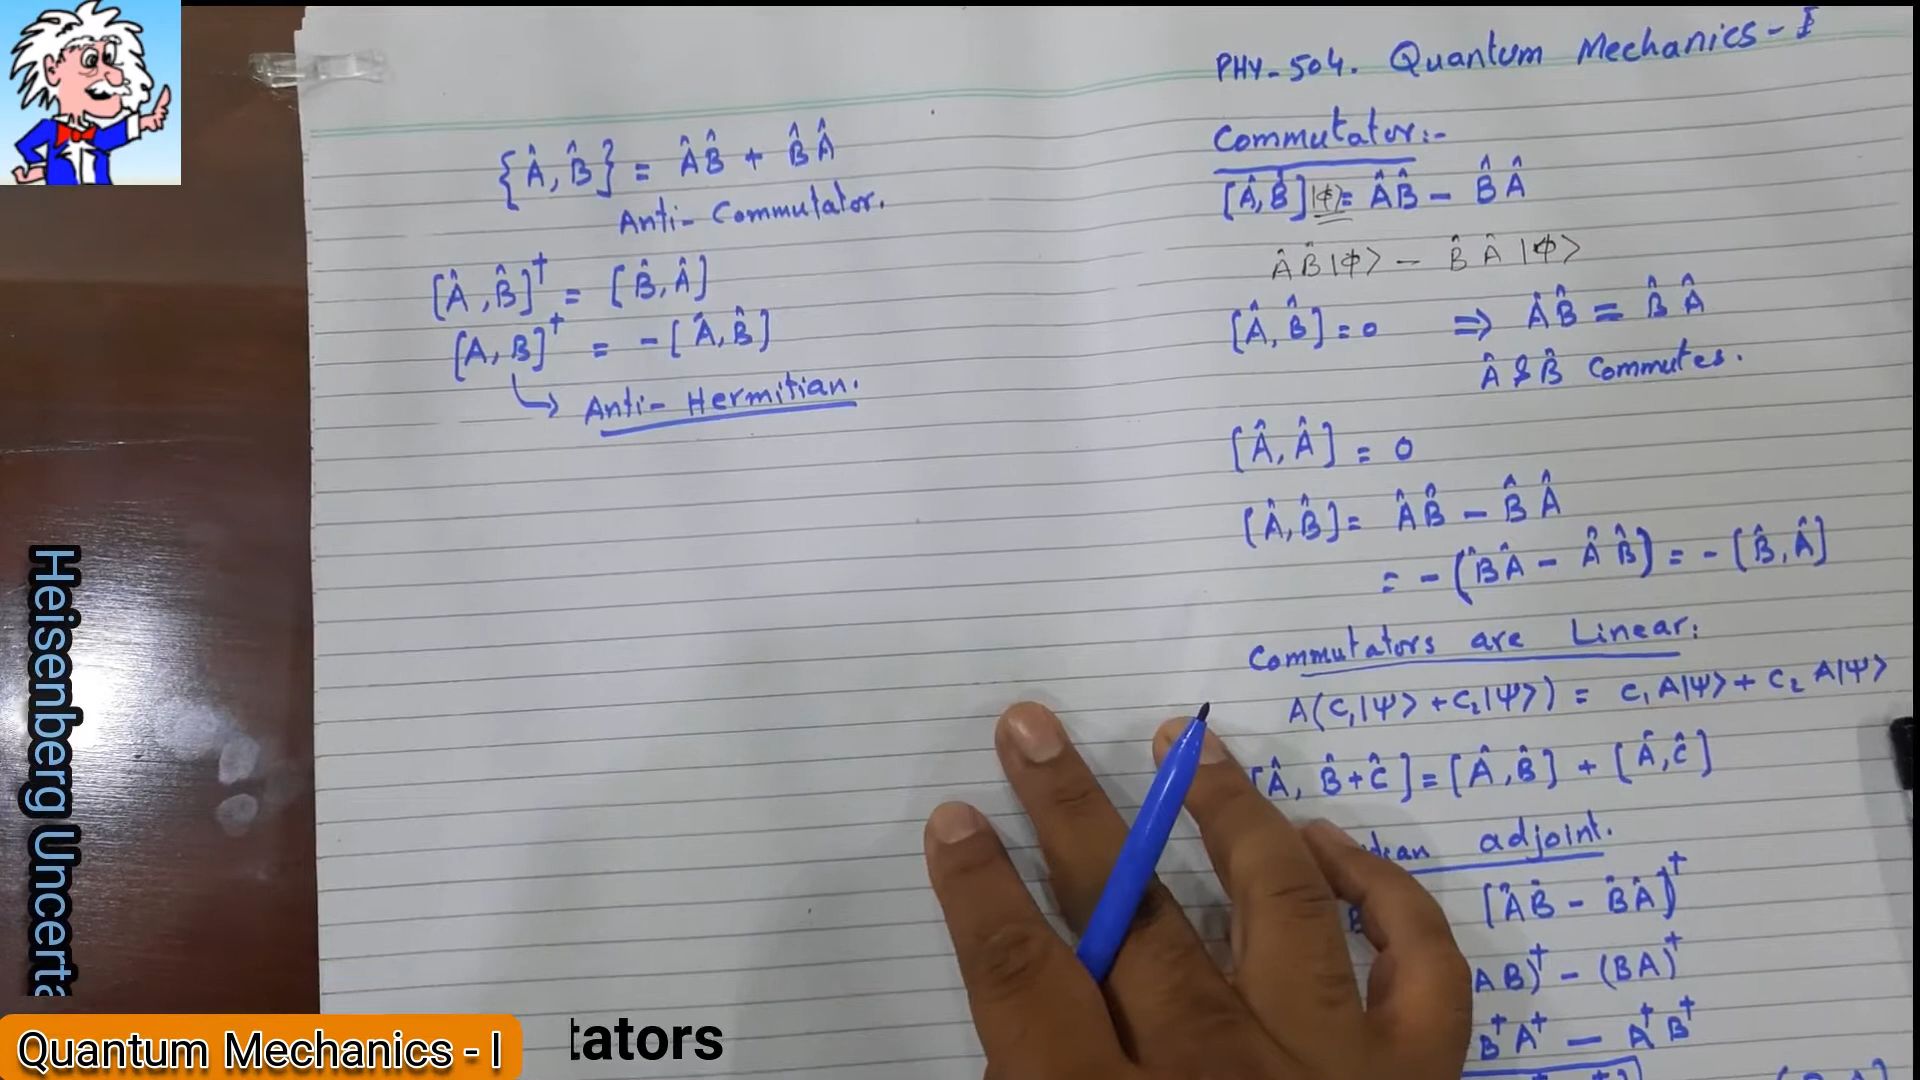 PHY-504. Quantum Mechanics - I
{Â, B̂} = ÂB̂ + B̂Â
Anti-Commutator.
[Â, B̂]† = [B̂, Â]
[A, B]† = -[Â, B̂]
↳ Anti-Hermitian.
Commutator:-
[Â, B̂]|ϕ⟩= ÂB̂ - B̂Â
ÂB̂|ϕ⟩ - B̂Â|ϕ⟩
[Â, B̂] = 0 ⇒ ÂB̂ = B̂Â
Â & B̂ Commutes.
[Â, Â] = 0
[Â, B̂] = ÂB̂ - B̂Â
= -(B̂Â - ÂB̂) = -[B̂, Â]
Commutators are Linear:
A(C₁|Ψ⟩ + C₂|Ψ⟩) = C₁A|Ψ⟩ + C₂A|Ψ⟩
[Â, B̂+Ĉ] = [Â, B̂] + [Â, Ĉ]
adjoint.
[ÂB̂ - B̂Â]†
AB)† - (BA)†
B†A† - A†B†
Heisenberg Uncerta
Quantum Mechanics - I
tators